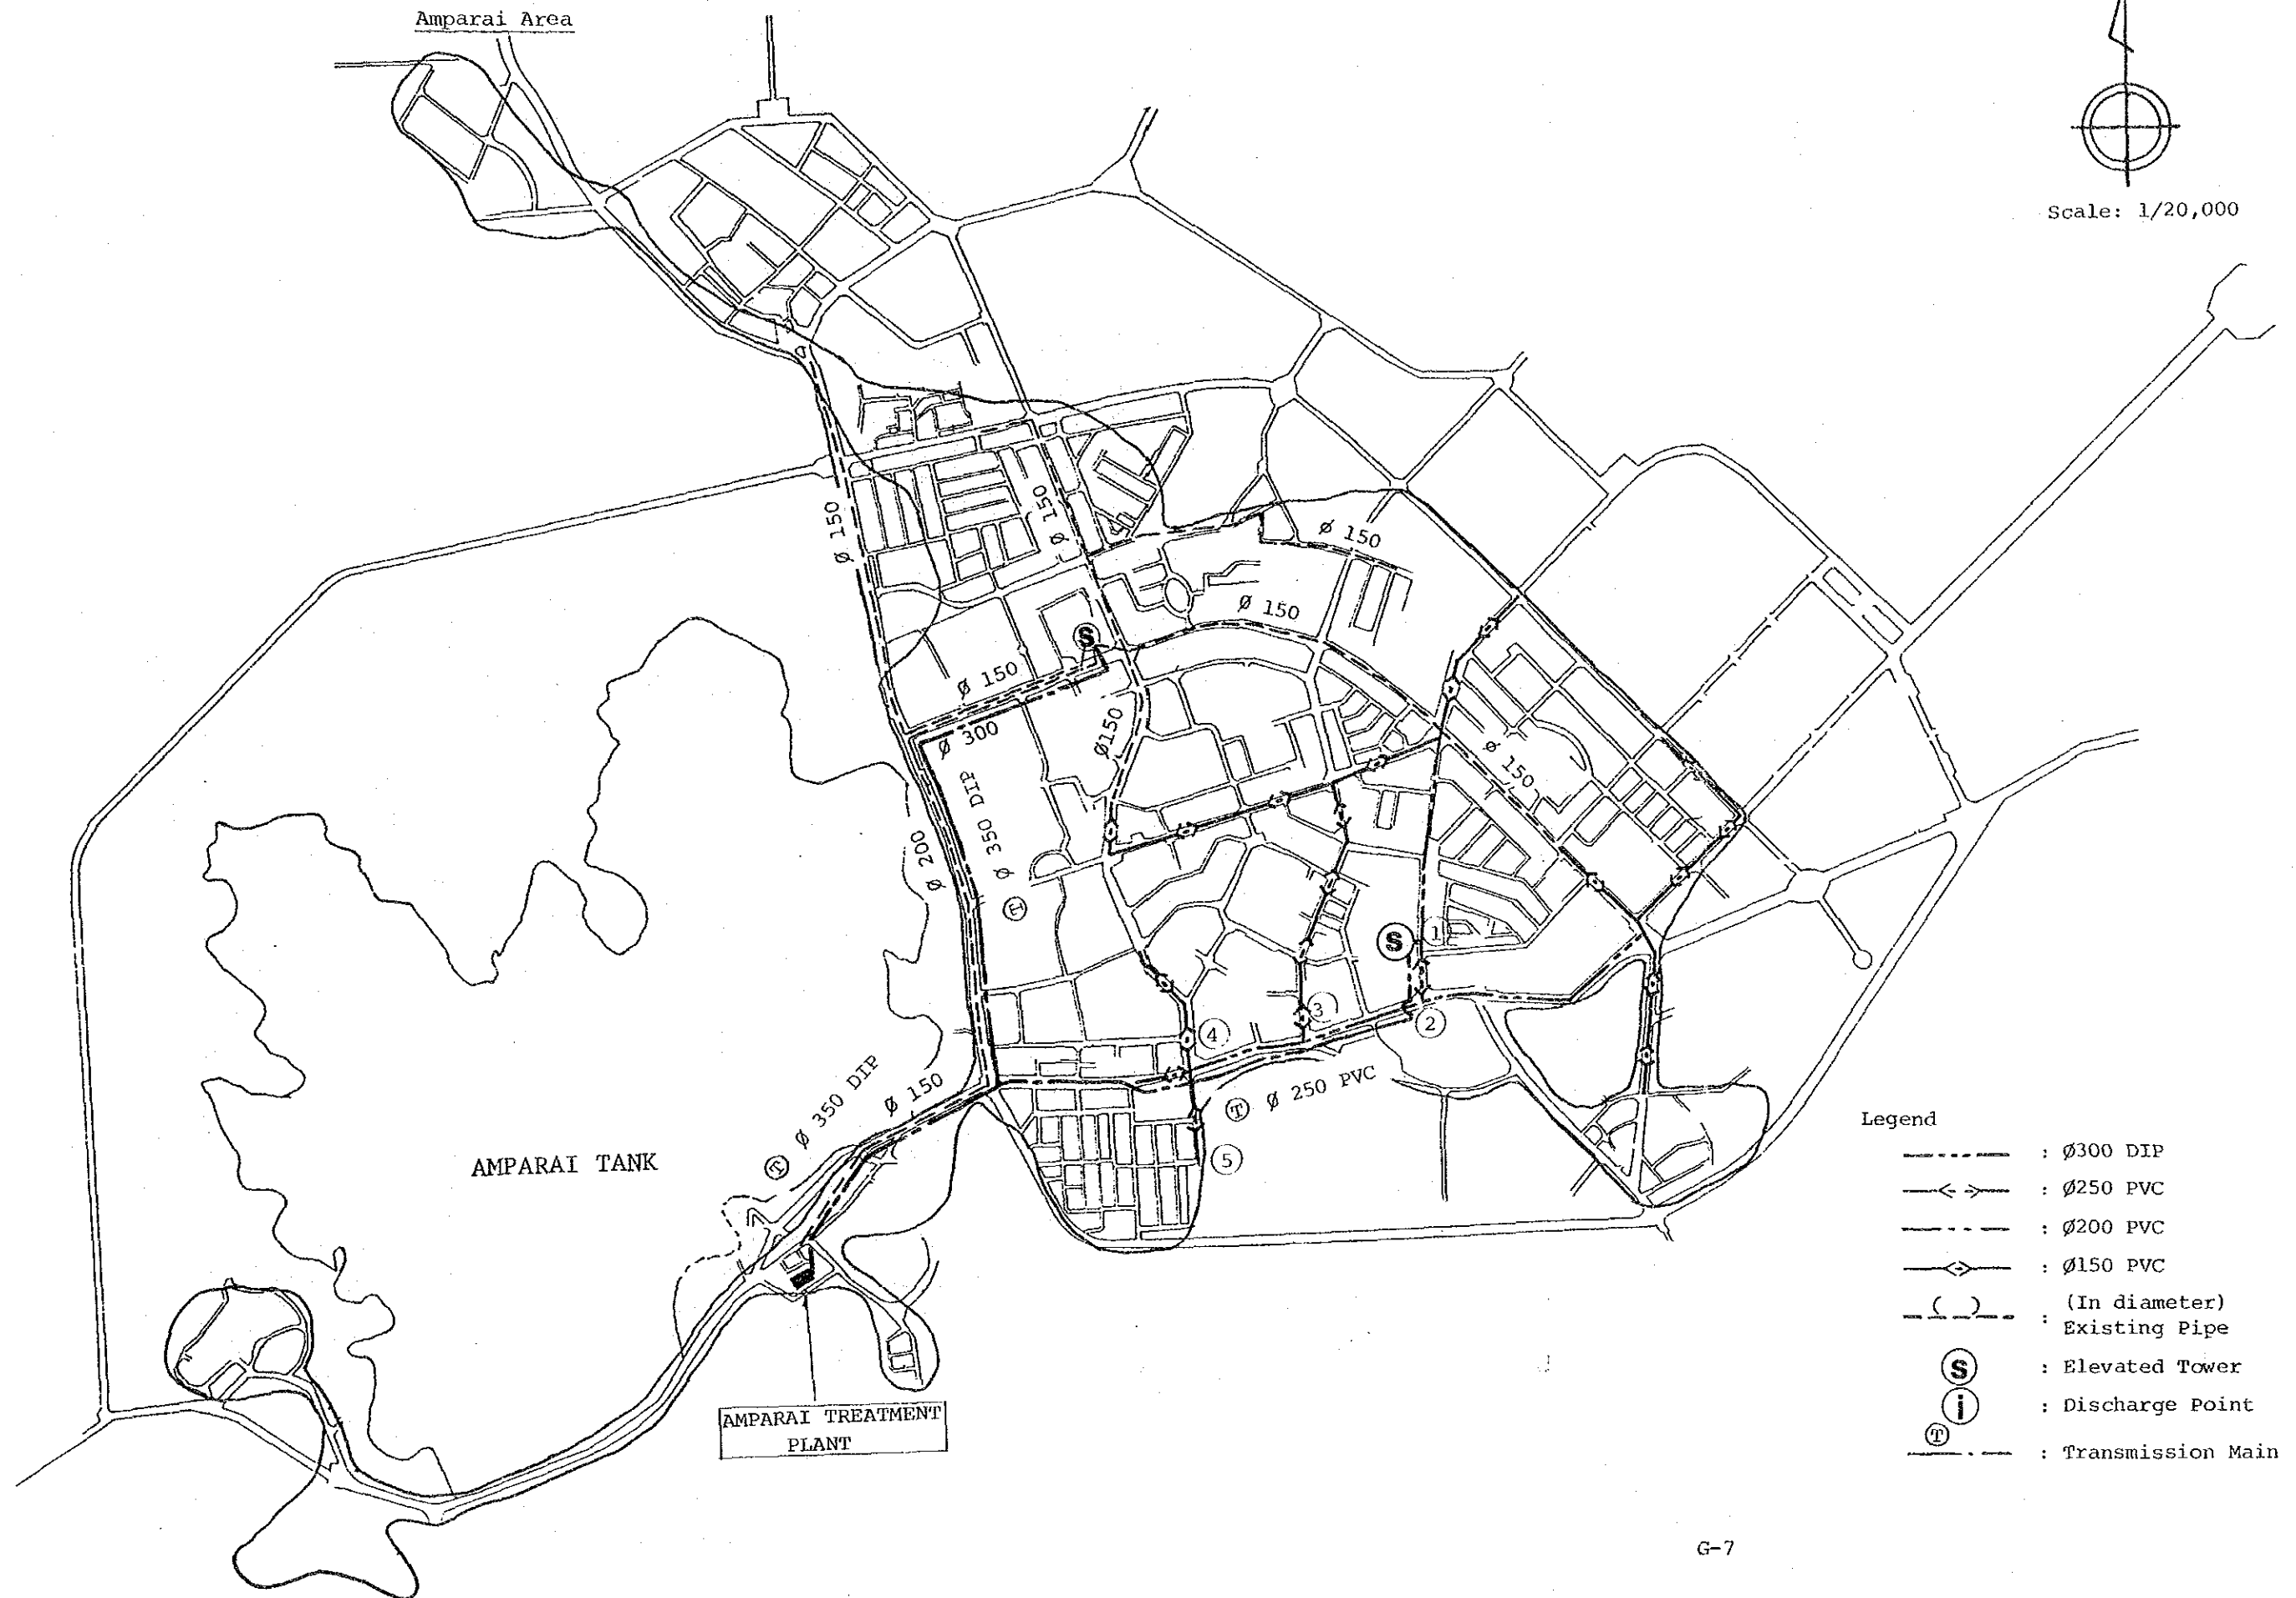 Amparai Area
Scale: 1/20,000
Ø 150
Ø 150
Ø 150
Ø 150
S
Ø 150
Ø 300
Ø150
Ø 150
Ø 350 DIP
T
Ø 200
S
1
2
3
4
5
Ø 350 DIP
T
Ø 150
T Ø 250 PVC
AMPARAI TANK
AMPARAI TREATMENT
PLANT
Legend
: Ø300 DIP
: Ø250 PVC
: Ø200 PVC
: Ø150 PVC
( ) : (In diameter)
Existing Pipe
S : Elevated Tower
i : Discharge Point
T : Transmission Main
G-7